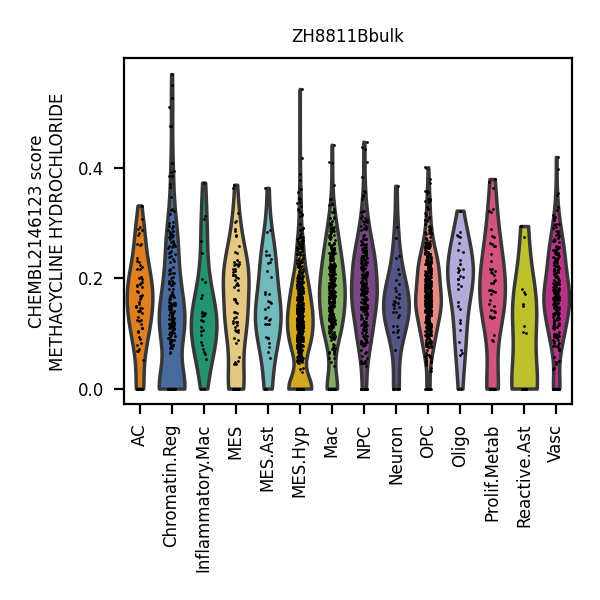 ZH8811Bbulk
CHEMBL2146123 score
METHACYCLINE HYDROCHLORIDE
0.4
0.2
0.0
AC
Chromatin.Reg
Inflammatory.Mac
MES
MES.Ast
MES.Hyp
Mac
NPC
Neuron
OPC
Oligo
Prolif.Metab
Reactive.Ast
Vasc